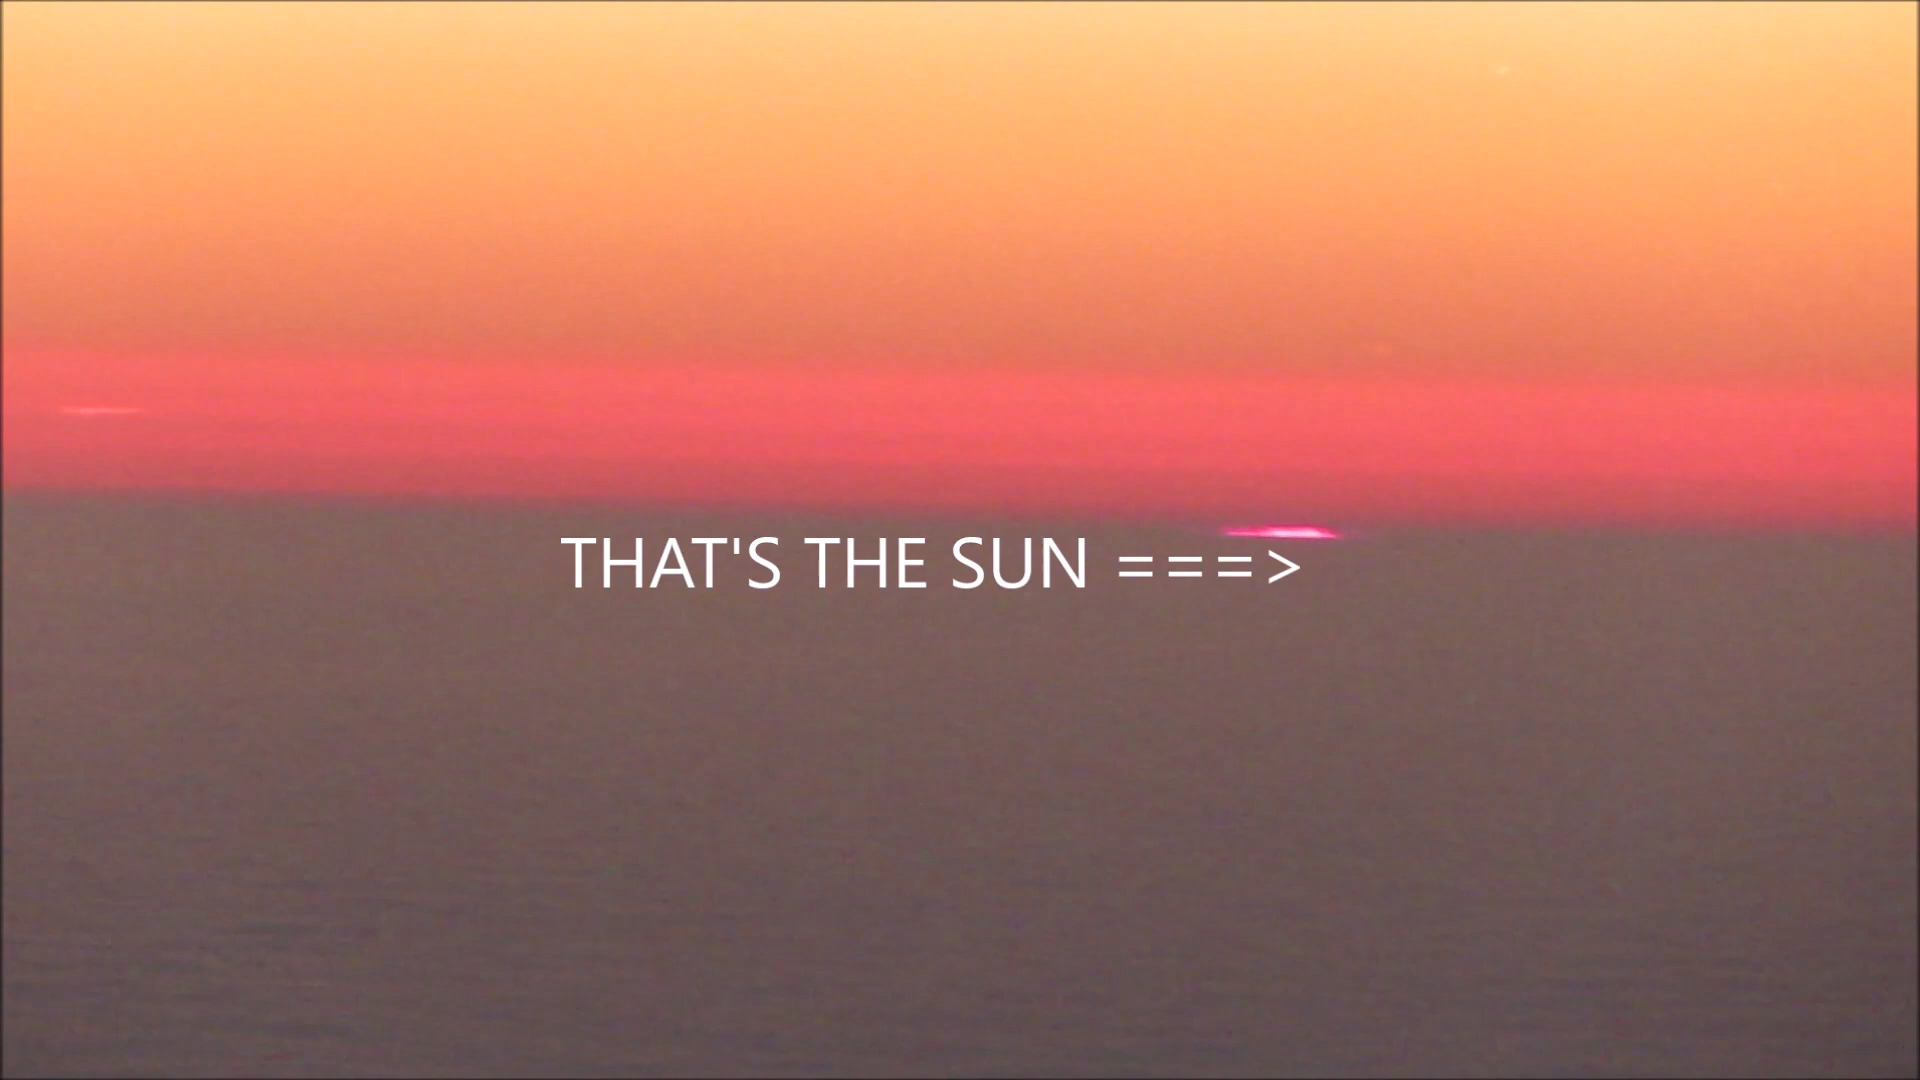 THAT'S THE SUN ===>